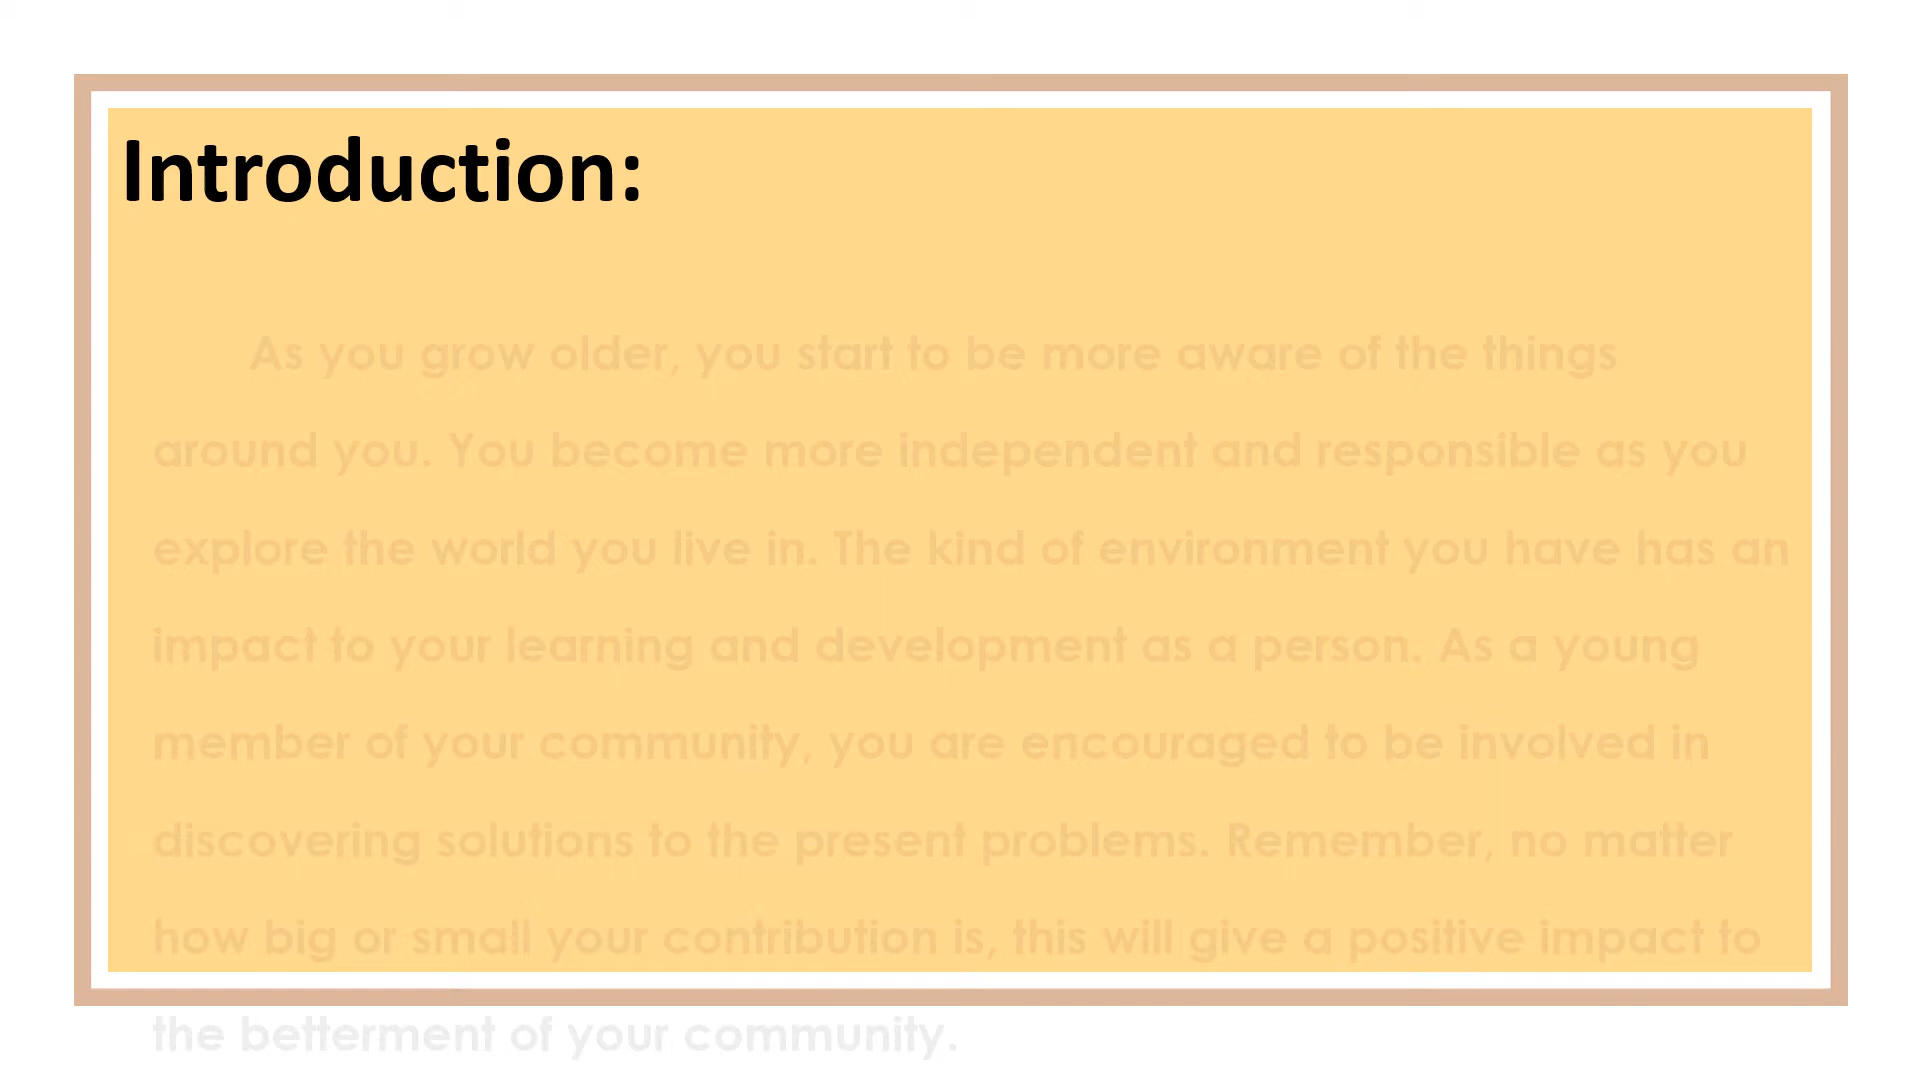 Introduction:
As you grow older, you start to be more aware of the things
around you. You become more independent and responsible as you
explore the world you live in. The kind of environment you have has an
impact to your learning and development as a person. As a young
member of your community, you are encouraged to be involved in
discovering solutions to the present problems. Remember, no matter
how big or small your contribution is, this will give a positive impact to
the betterment of your community.